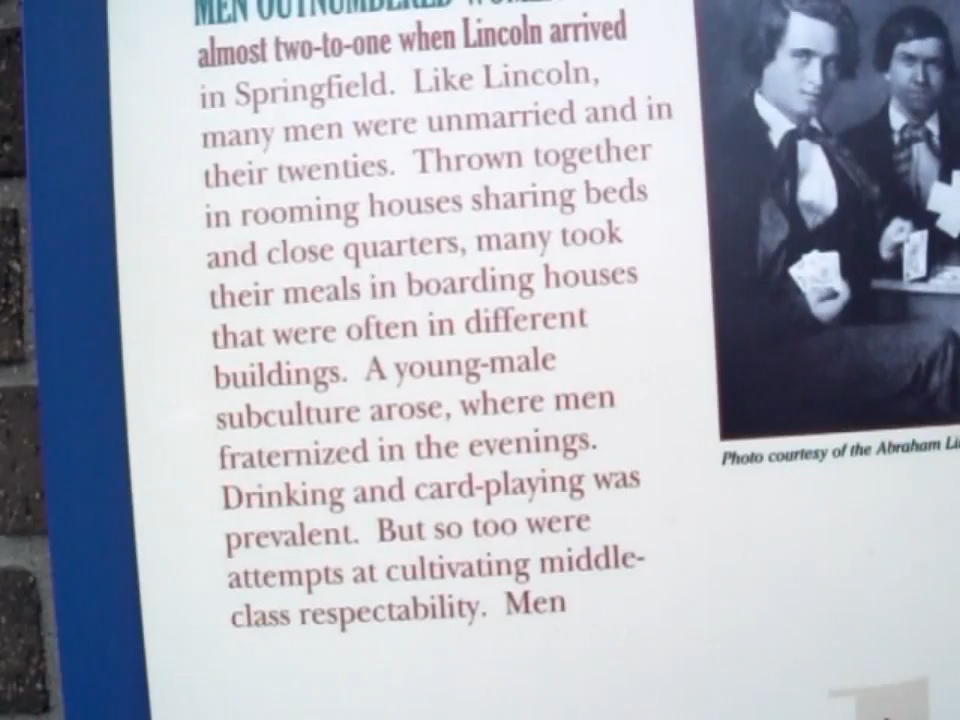 MEN OUTNUMBERED WOMEN
almost two-to-one when Lincoln arrived
in Springfield. Like Lincoln,
many men were unmarried and in
their twenties. Thrown together
in rooming houses sharing beds
and close quarters, many took
their meals in boarding houses
that were often in different
buildings. A young-male
subculture arose, where men
fraternized in the evenings.
Drinking and card-playing was
prevalent. But so too were
attempts at cultivating middle-
class respectability. Men
Photo courtesy of the Abraham